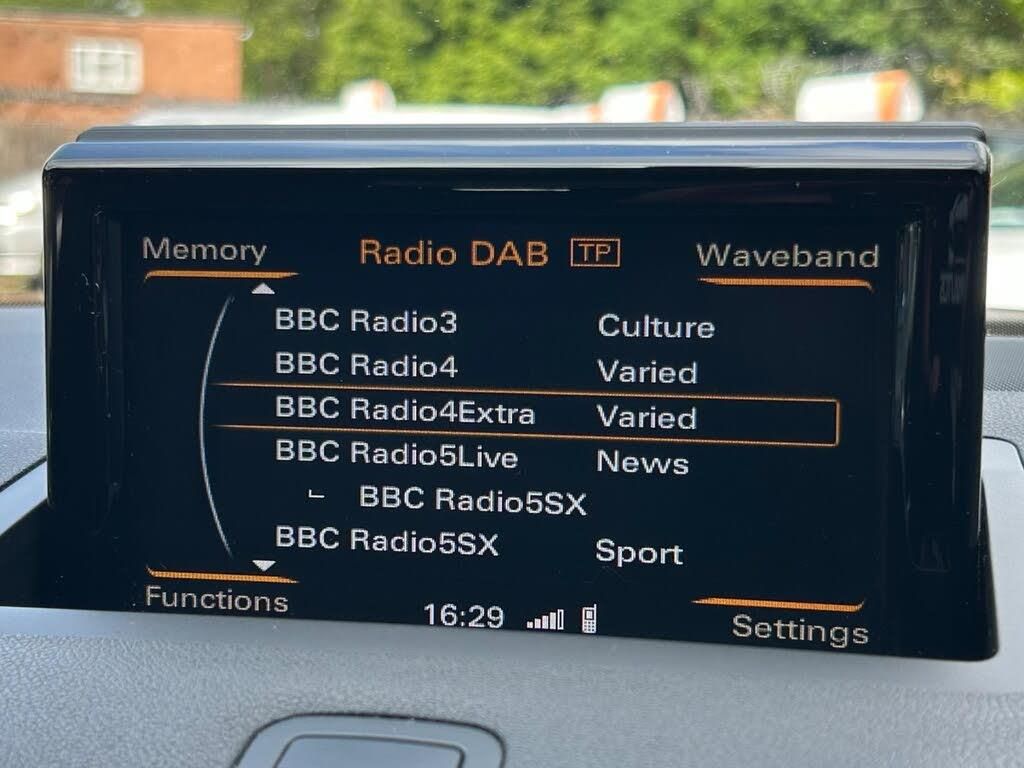 Memory Radio DAB TP Waveband
BBC Radio3 Culture
BBC Radio4 Varied
BBC Radio4Extra Varied
BBC Radio5Live News
BBC Radio5SX
BBC Radio5SX Sport
Functions 16:29 Settings